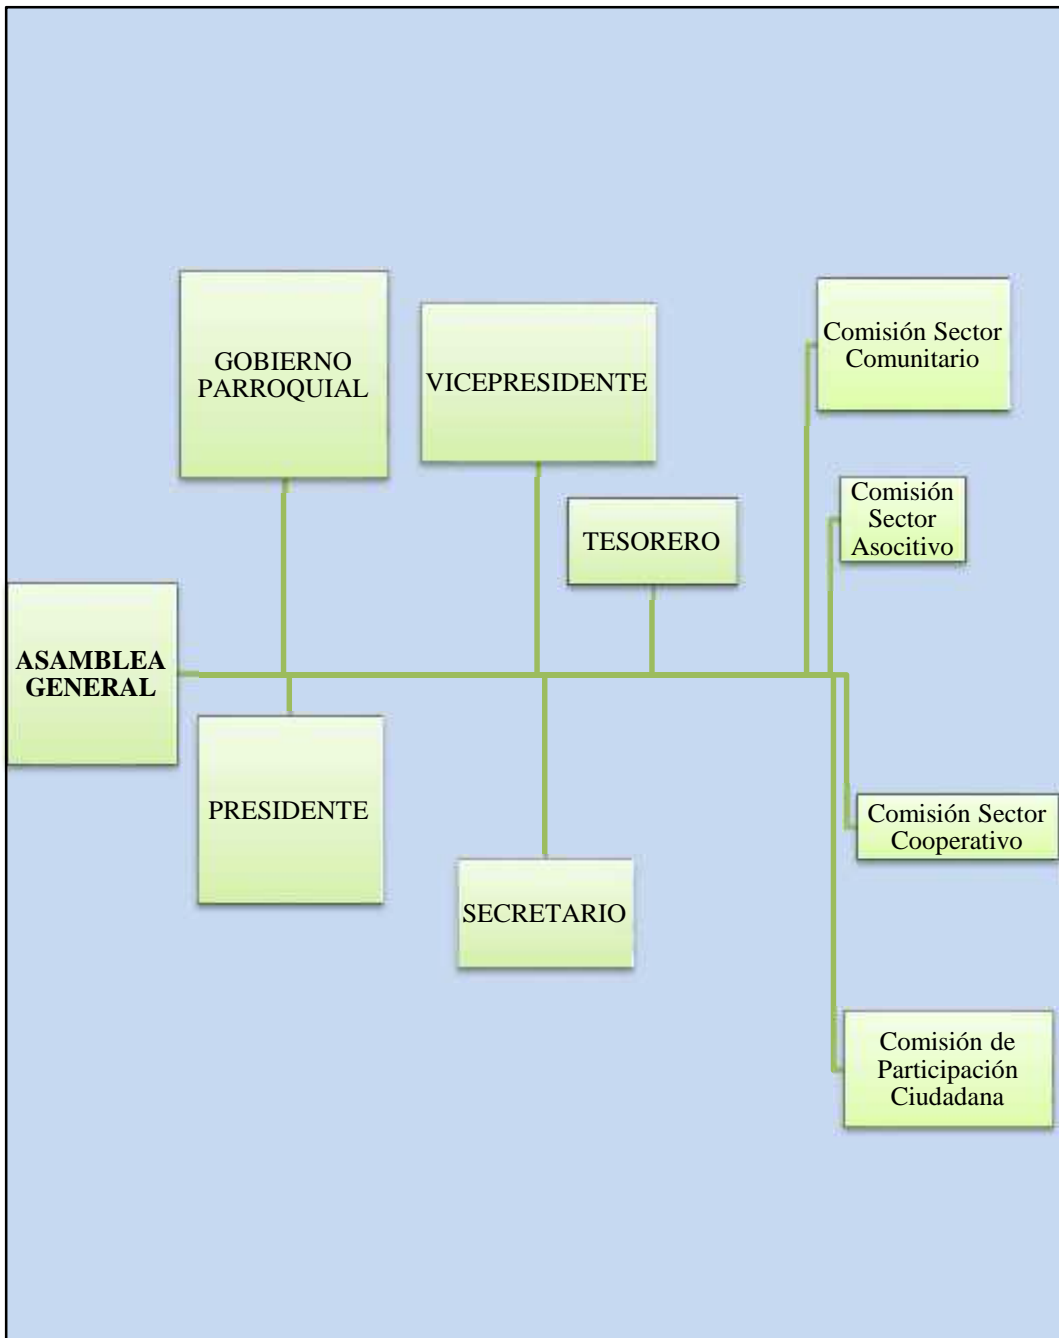 GOBIERNO
PARROQUIAL
VICEPRESIDENTE
Comisión Sector
Comunitario
TESORERO
Comisión
Sector
Asocitivo
ASAMBLEA
GENERAL
PRESIDENTE
SECRETARIO
Comisión Sector
Cooperativo
Comisión de
Participación
Ciudadana